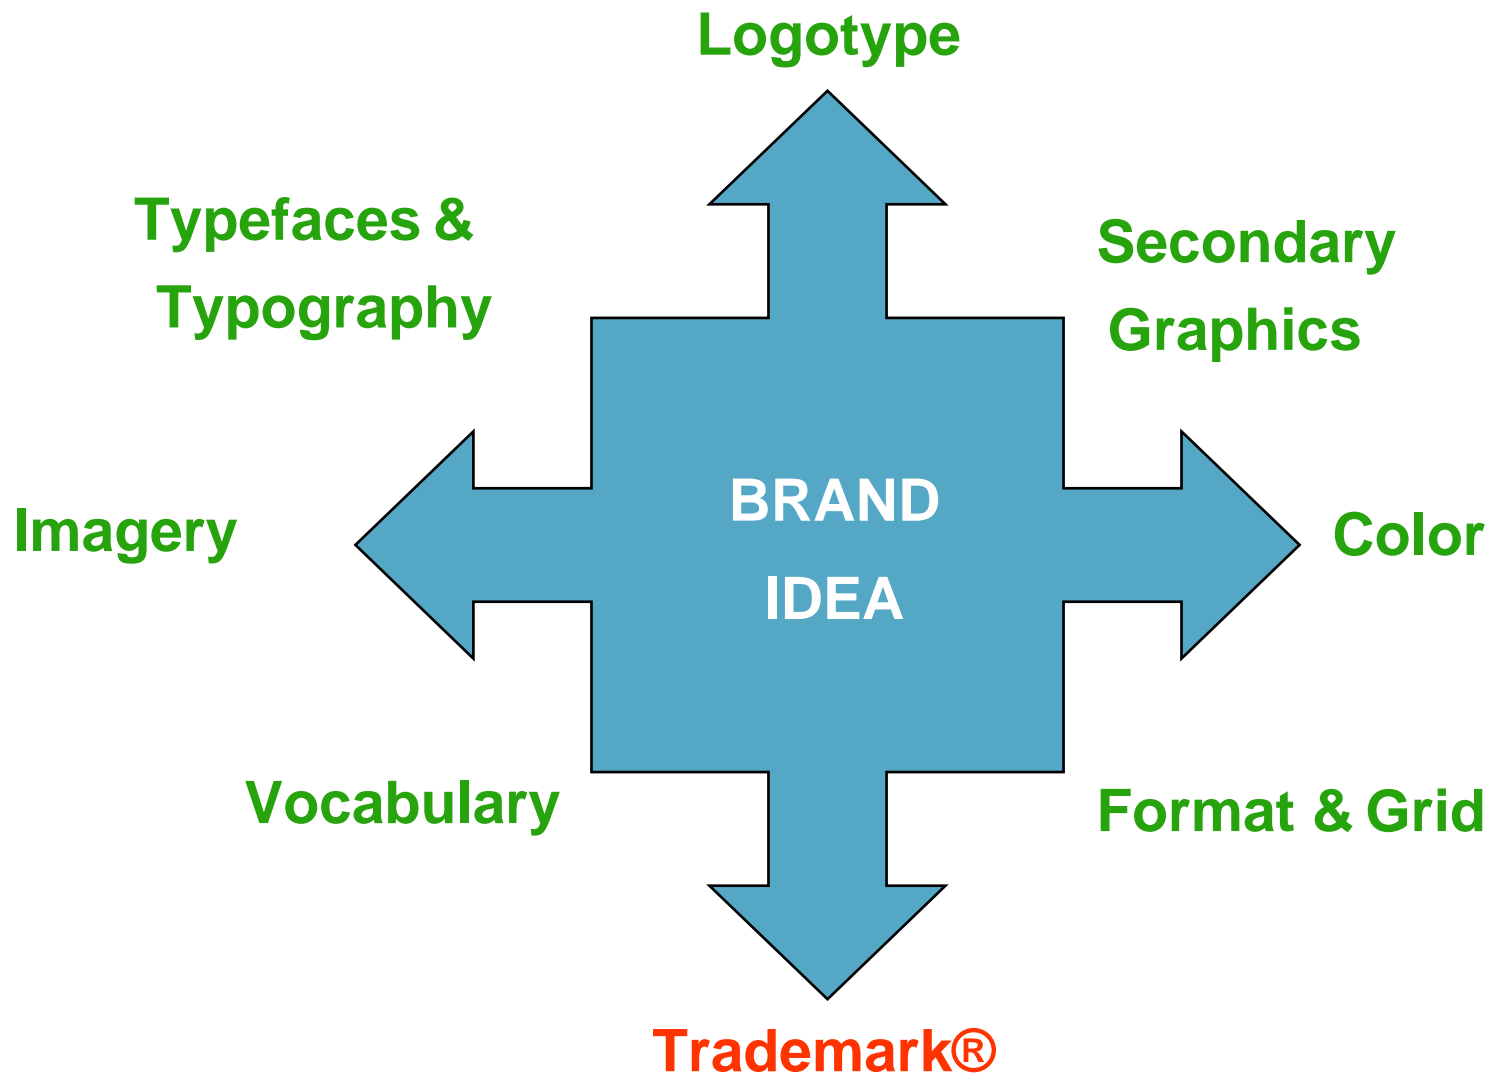 Logotype
Typefaces &
Typography
Secondary
Graphics
BRAND
IDEA
Imagery
Color
Vocabulary
Format & Grid
Trademark®